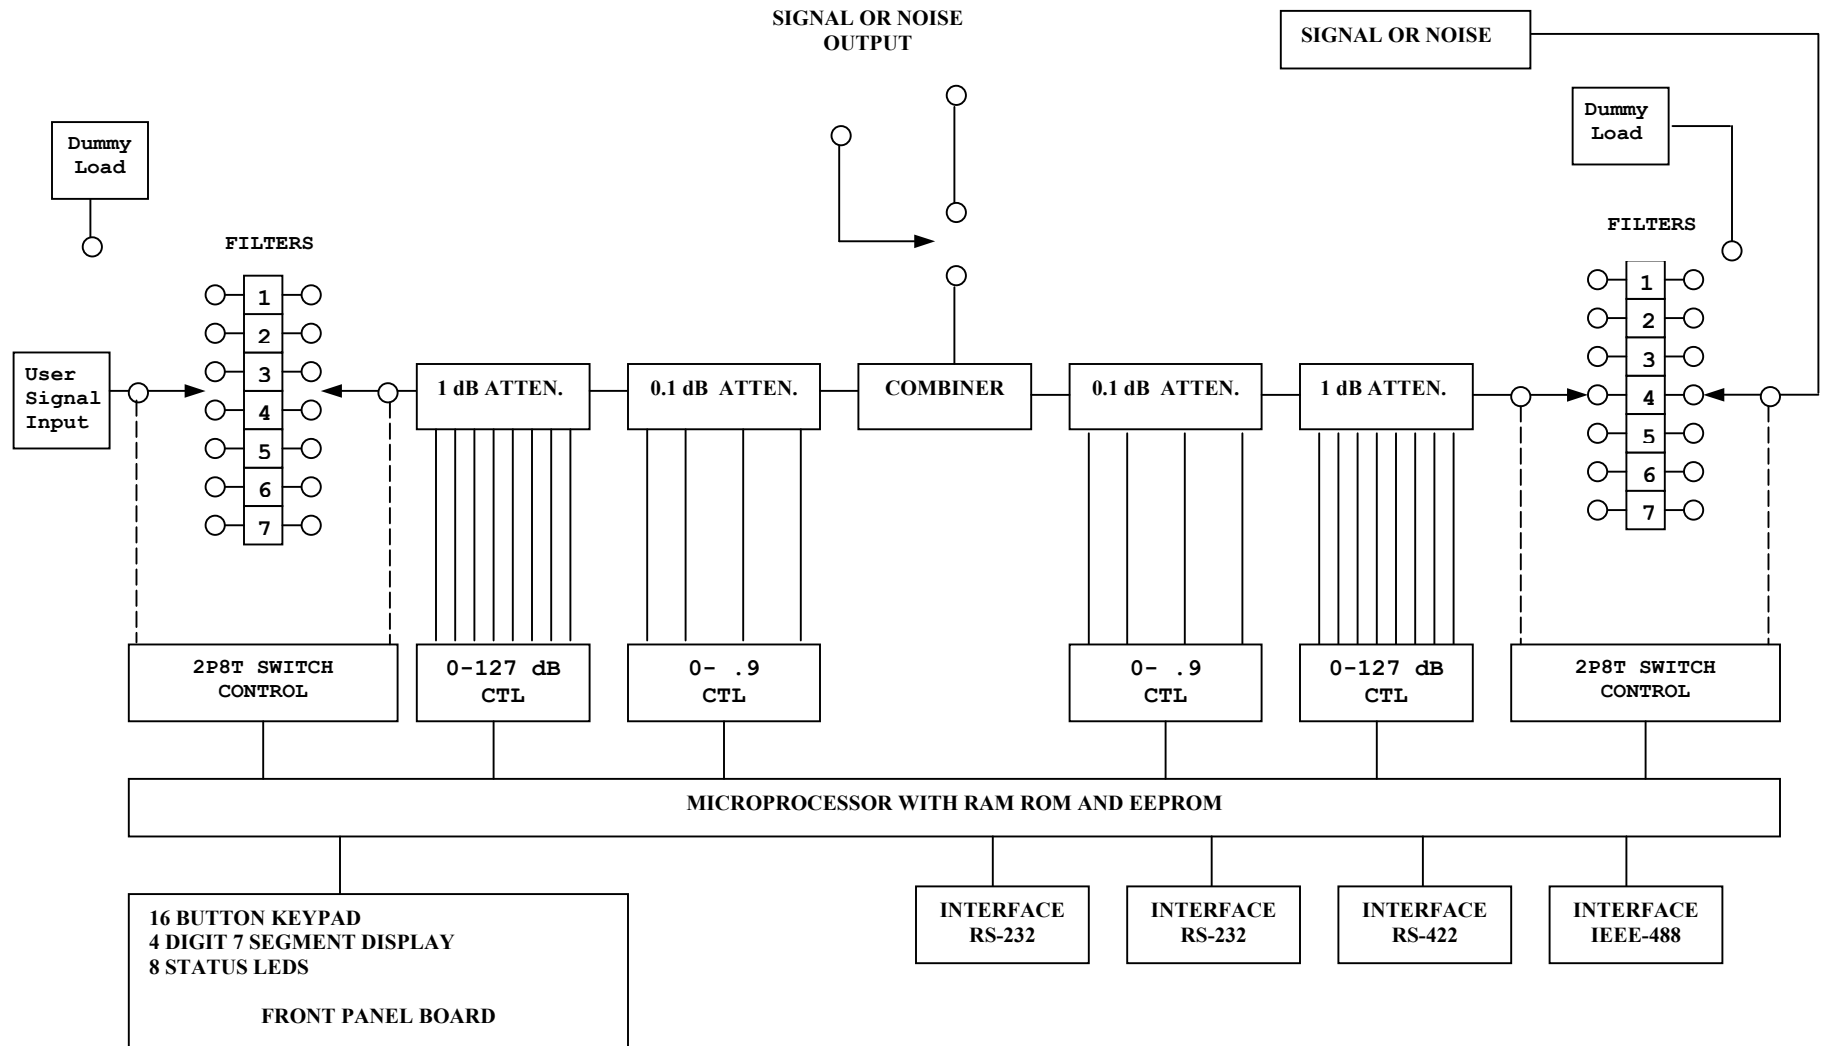 SIGNAL OR NOISE
OUTPUT
SIGNAL OR NOISE
Dummy
Load
Dummy
Load
FILTERS
FILTERS
1
2
3
4
5
6
7
1
2
3
4
5
6
7
User
Signal
Input
1 dB ATTEN.
0.1 dB ATTEN.
COMBINER
0.1 dB ATTEN.
1 dB ATTEN.
2P8T SWITCH
CONTROL
0-127 dB
CTL
0- .9
CTL
0- .9
CTL
0-127 dB
CTL
2P8T SWITCH
CONTROL
MICROPROCESSOR WITH RAM ROM AND EEPROM
16 BUTTON KEYPAD
4 DIGIT 7 SEGMENT DISPLAY
8 STATUS LEDS
FRONT PANEL BOARD
INTERFACE
RS-232
INTERFACE
RS-232
INTERFACE
RS-422
INTERFACE
IEEE-488